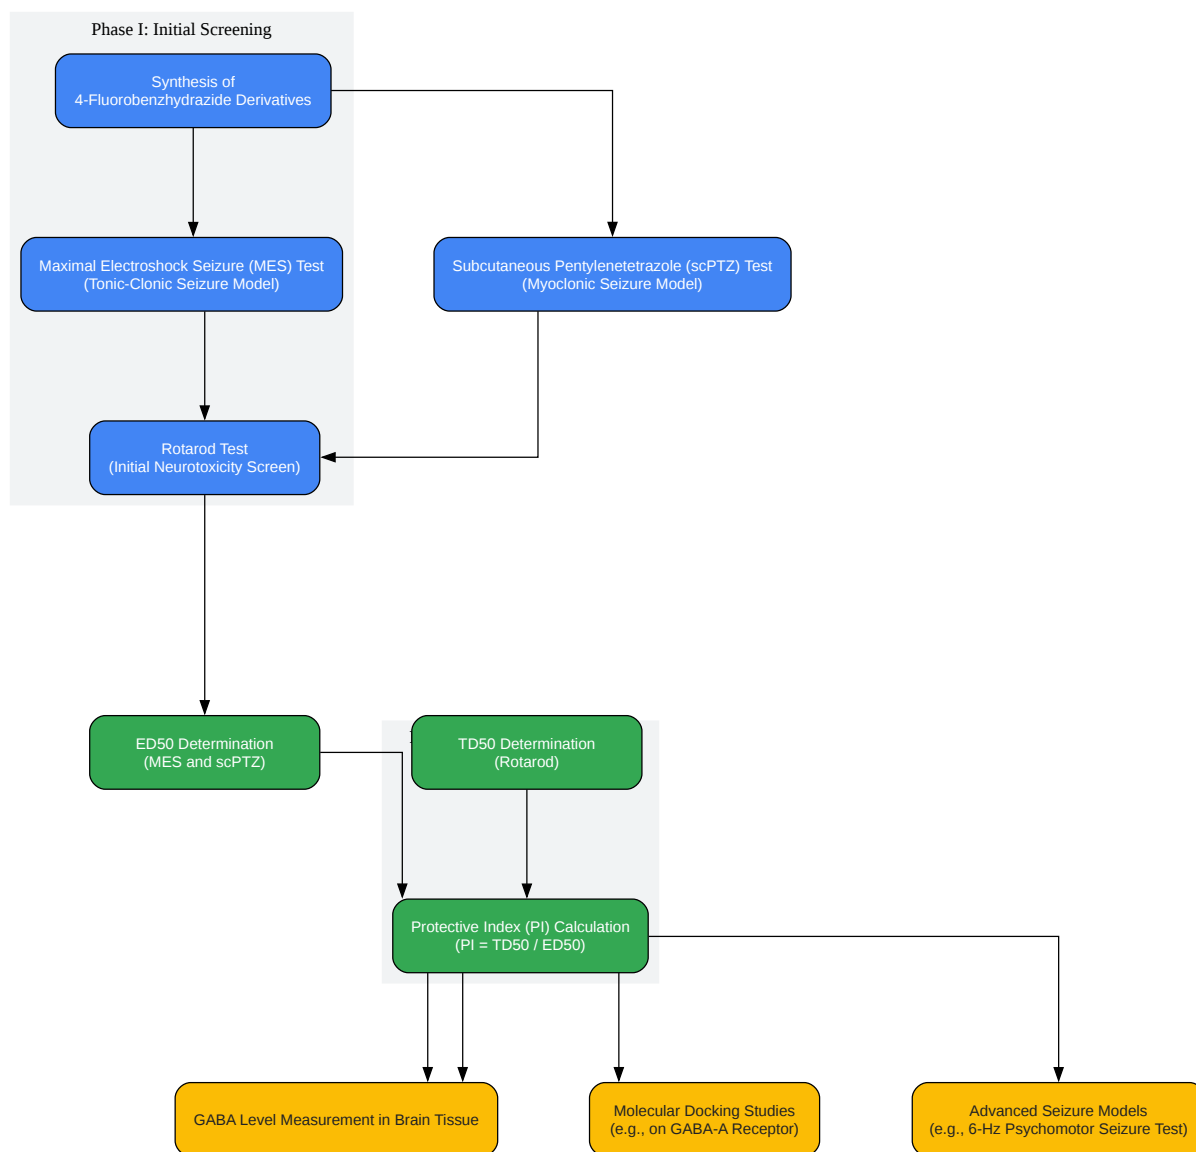 Phase I: Initial Screening
Synthesis of
4-Fluorobenzhydrazide Derivatives
Maximal Electroshock Seizure (MES) Test
(Tonic-Clonic Seizure Model)
Subcutaneous Pentylenetetrazole (scPTZ) Test
(Myoclonic Seizure Model)
Rotarod Test
(Initial Neurotoxicity Screen)
ED50 Determination
(MES and scPTZ)
TD50 Determination
(Rotarod)
Protective Index (PI) Calculation
(PI = TD50 / ED50)
GABA Level Measurement in Brain Tissue
Molecular Docking Studies
(e.g., on GABA-A Receptor)
Advanced Seizure Models
(e.g., 6-Hz Psychomotor Seizure Test)